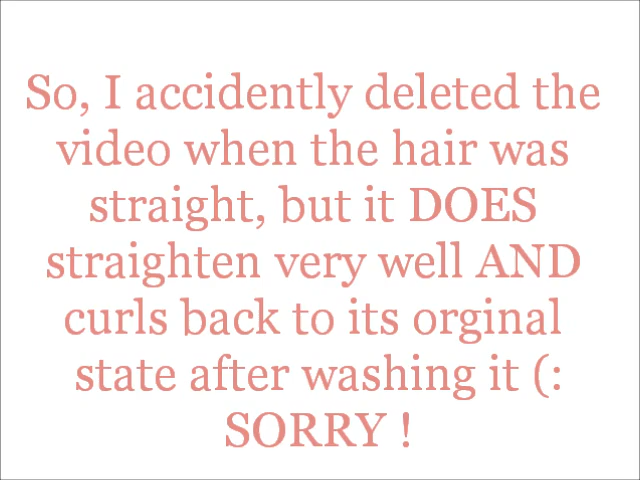 So, I accidently deleted the
video when the hair was
straight, but it DOES
straighten very well AND
curls back to its orginal
state after washing it (:
SORRY !